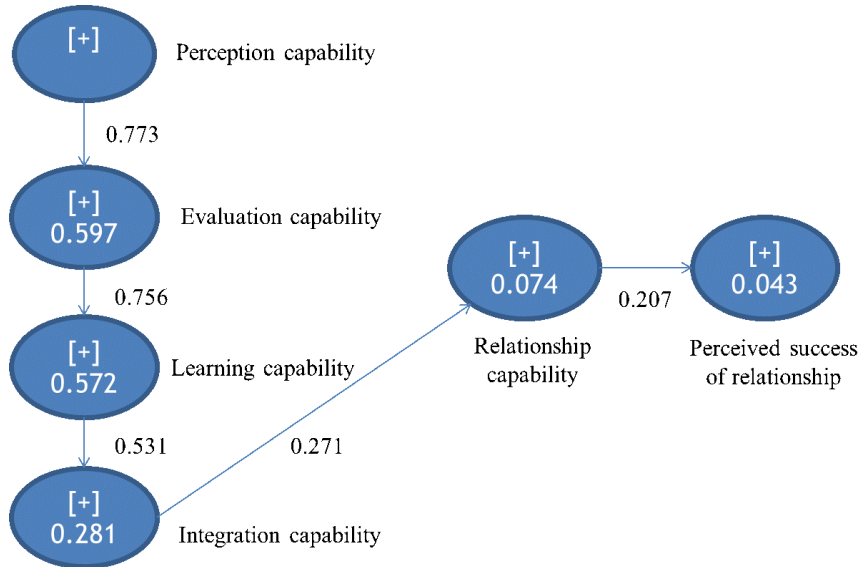 [+]
Perception capability
0.773
[+]
0.597
Evaluation capability
0.756
[+]
0.572
Learning capability
0.531
[+]
0.281
Integration capability
0.271
[+]
0.074
Relationship
capability
0.207
[+]
0.043
Perceived success
of relationship